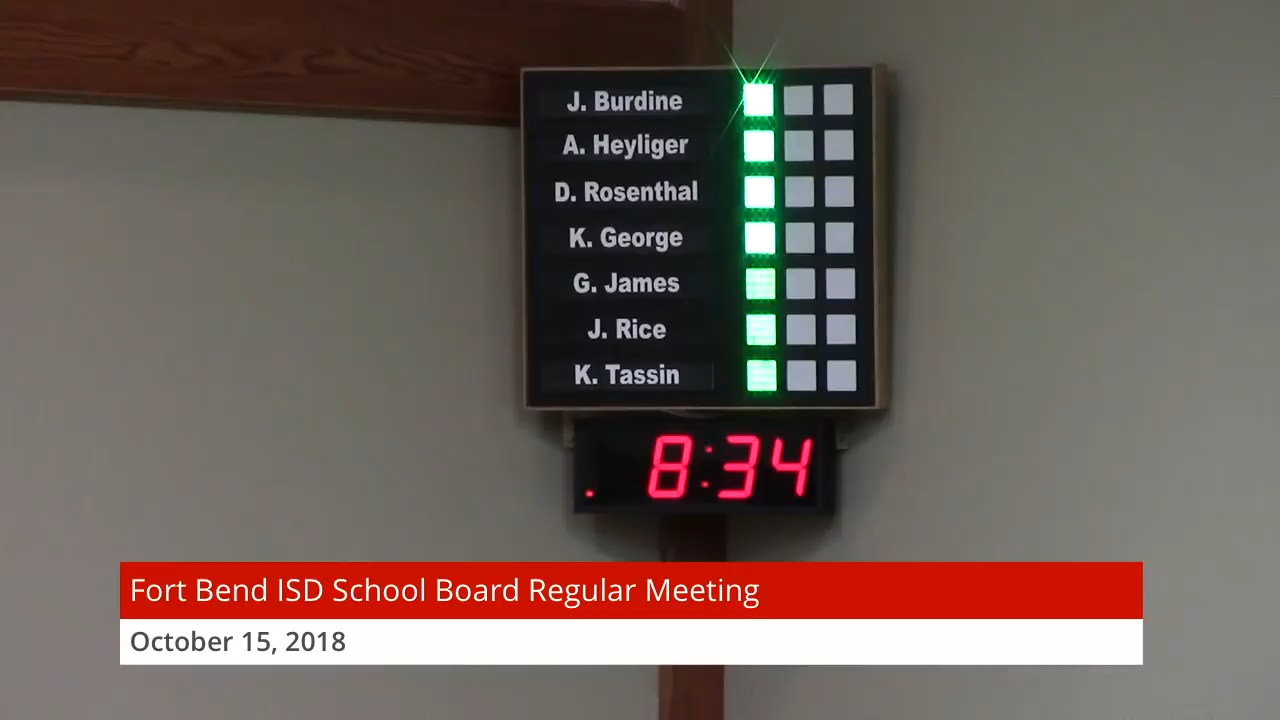 J. Burdine
A. Heyliger
D. Rosenthal
K. George
G. James
J. Rice
K. Tassin
8:34
Fort Bend ISD School Board Regular Meeting
October 15, 2018